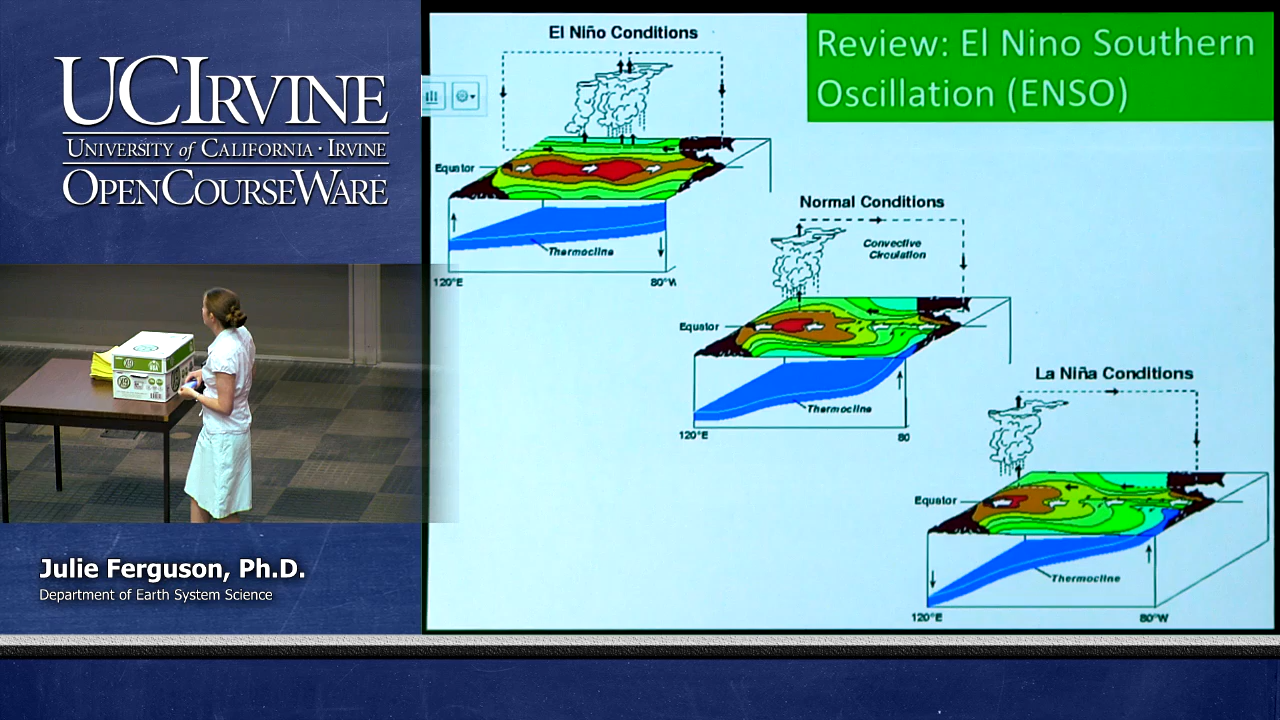 UCIRVINE
UNIVERSITY of CALIFORNIA · IRVINE
OPENCOURSEWARE
Julie Ferguson, Ph.D.
Department of Earth System Science
Review: El Nino Southern
Oscillation (ENSO)
El Niño Conditions
Equator
Thermocline
120°E
80°W
Normal Conditions
Convective
Circulation
Equator
Thermocline
120°E
80
La Niña Conditions
Equator
Thermocline
120°E
80°W